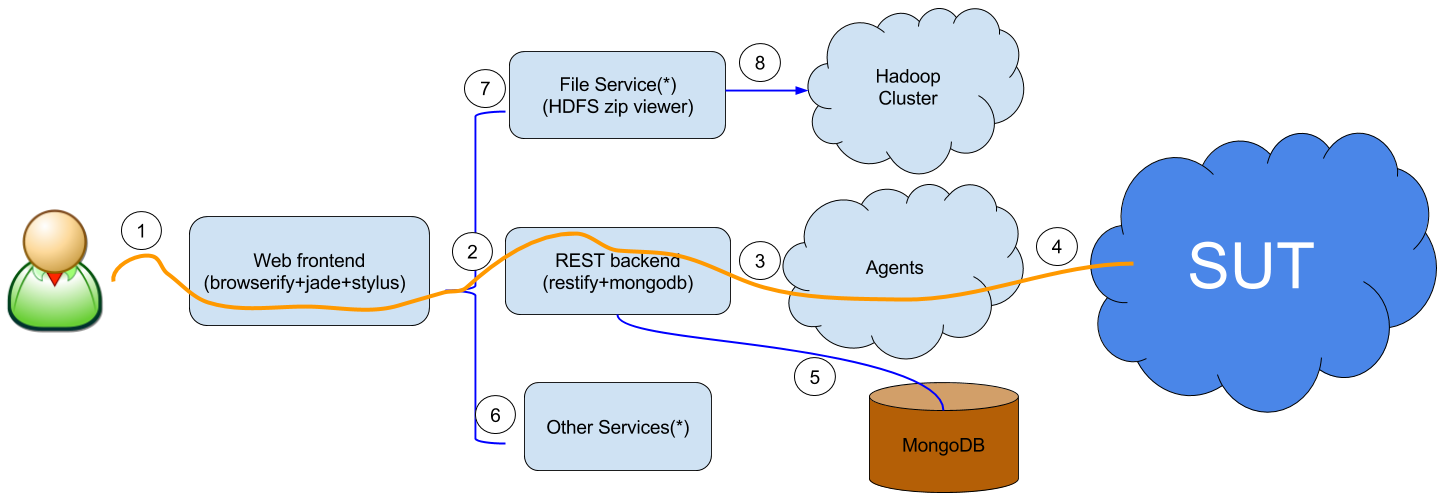 7
File Service(*)
(HDFS zip viewer)
8
Hadoop
Cluster
1
Web frontend
(browserify+jade+stylus)
2
REST backend
(restify+mongodb)
3
Agents
4
SUT
5
6
Other Services(*)
MongoDB